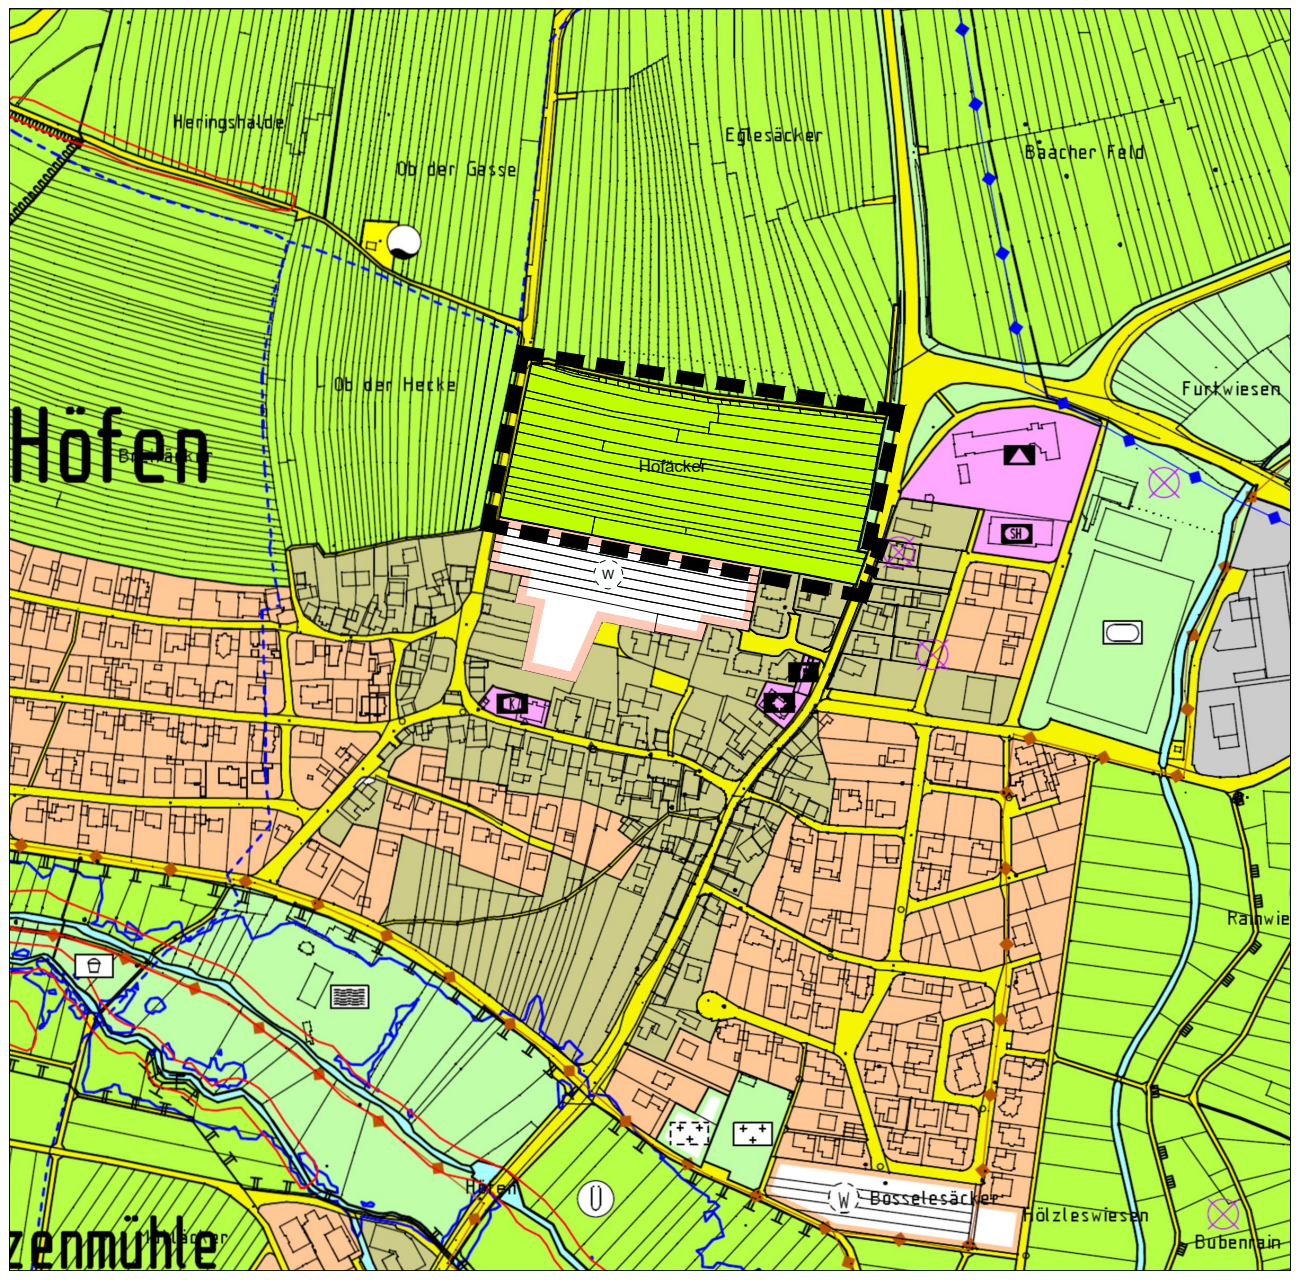 Heringshalde
Eglesäcker
Baacher Feld
Ob der Gasse
Ob der Hecke
Furtwiesen
Höfen
Hofäcker
SH
W
K
Rainwie
Höfen
Ü
W
Bosselesäcker
Hölzleswiesen
zenmühle
Bubenrain